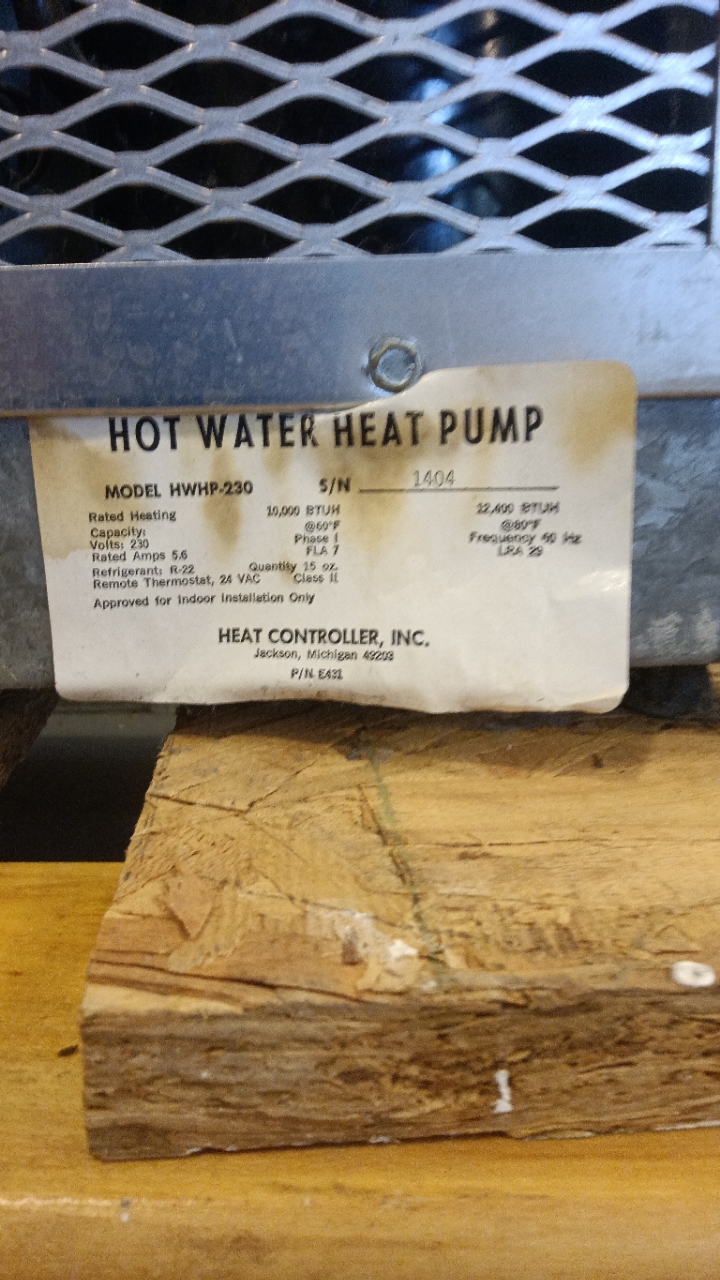 HOT WATER HEAT PUMP
MODEL HWHP-230 S/N 1404
Rated Heating 10,000 BTUH 12,400 BTUH
Capacity: @60°F @80°F
Volts: 230 Phase I Frequency 60 Hz
Rated Amps 5.6 FLA 7 LRA 29
Refrigerant: R-22 Quantity 15 oz.
Remote Thermostat, 24 VAC Class II
Approved for Indoor Installation Only
HEAT CONTROLLER, INC.
Jackson, Michigan 49203
P/N E431